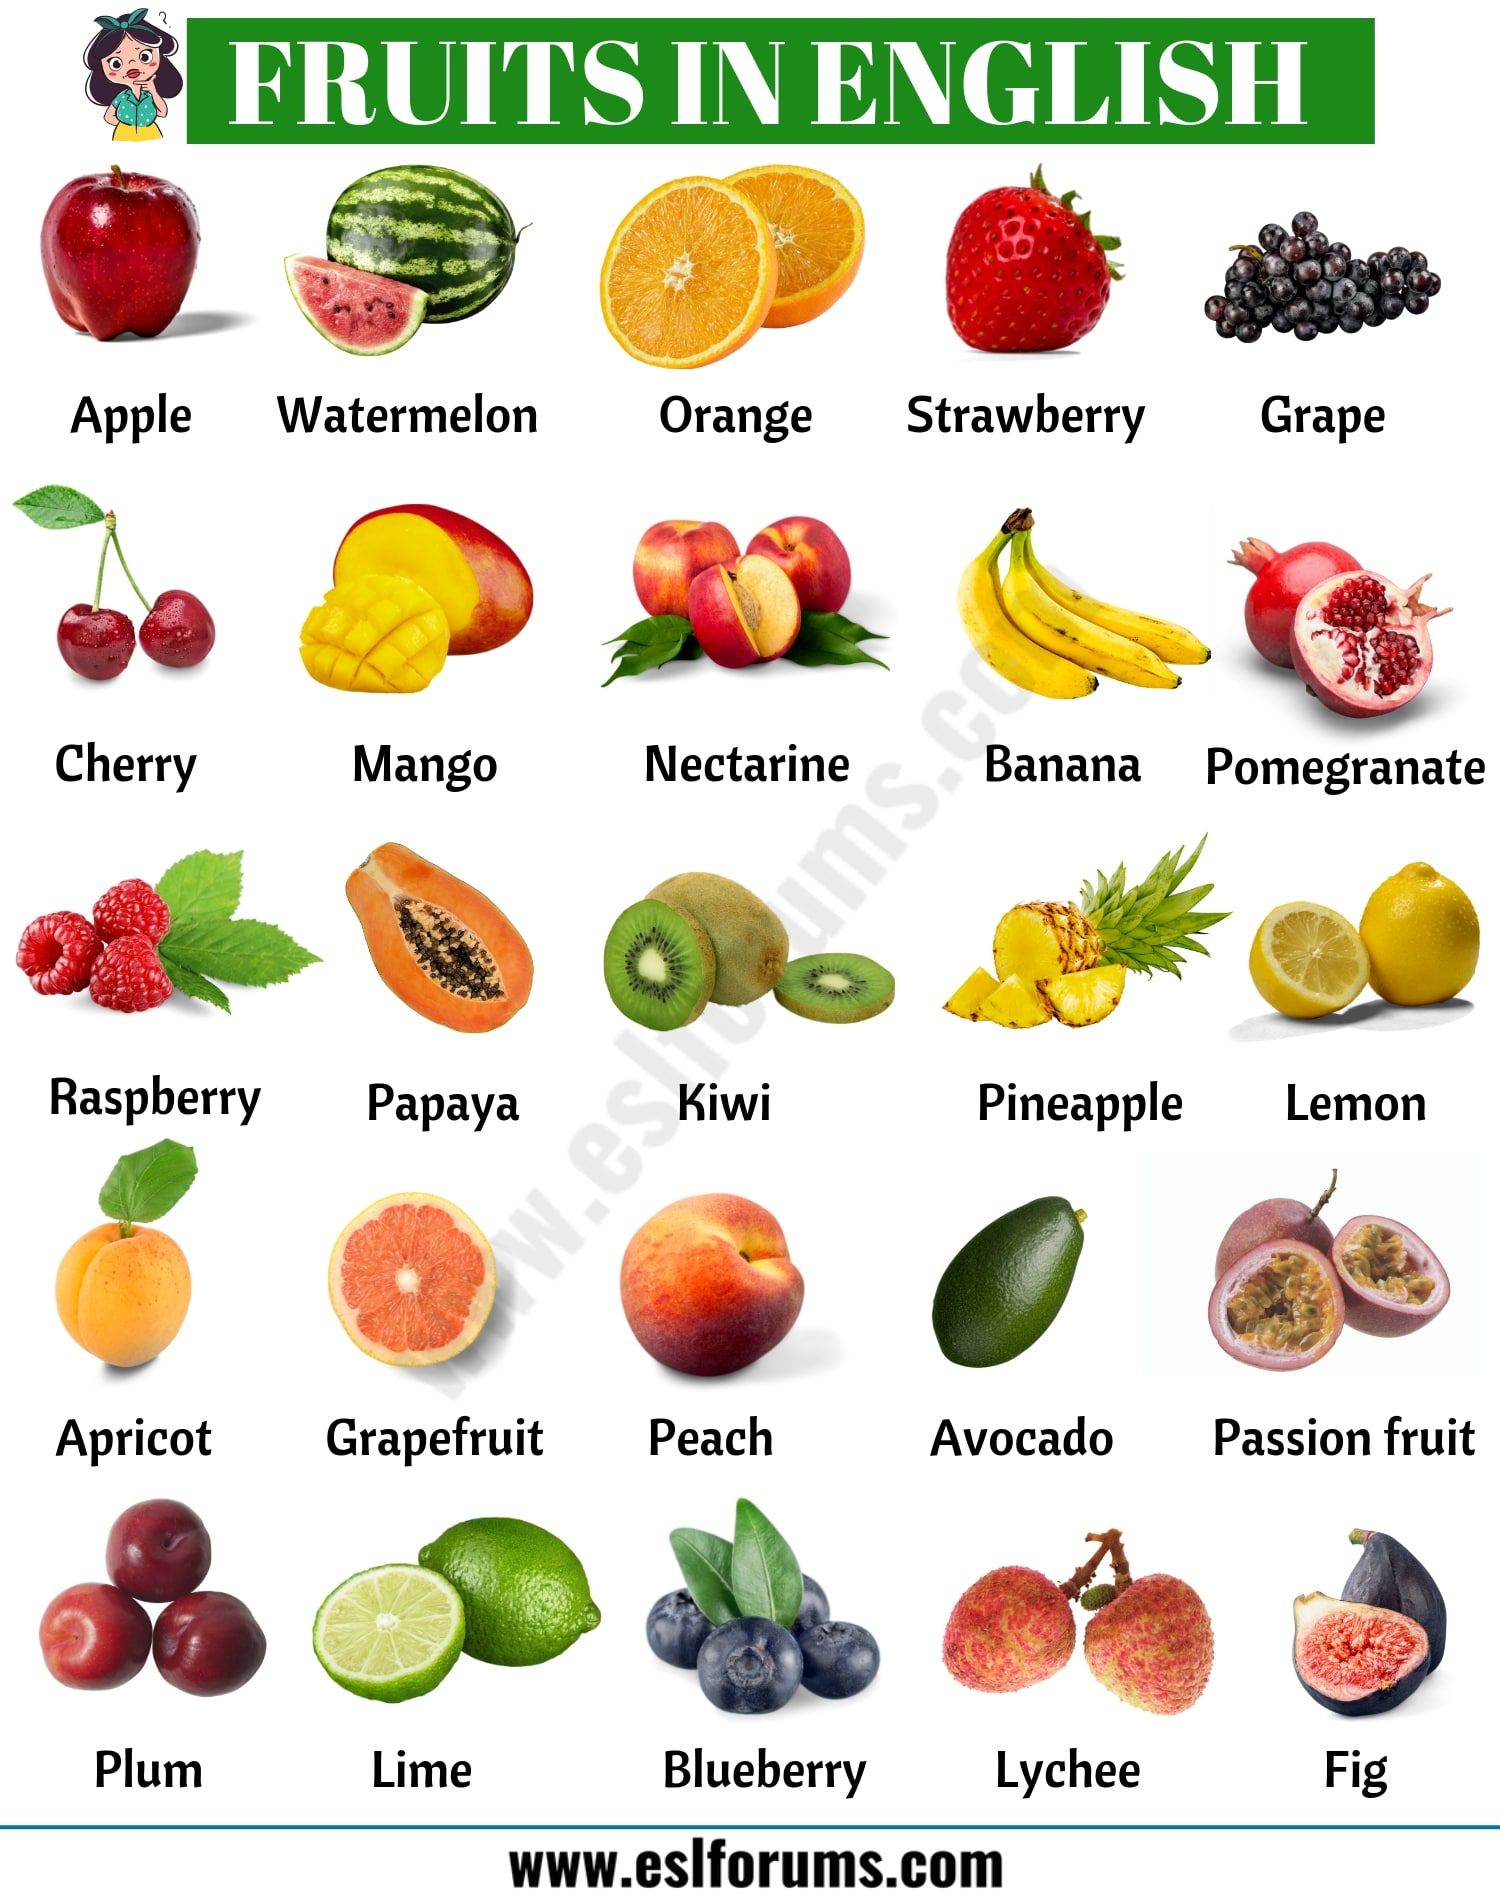 FRUITS IN ENGLISH
Apple
Watermelon
Orange
Strawberry
Grape
Cherry
Mango
Nectarine
Banana
Pomegranate
Raspberry
Papaya
Kiwi
Pineapple
Lemon
Apricot
Grapefruit
Peach
Avocado
Passion fruit
Plum
Lime
Blueberry
Lychee
Fig
www.eslforums.com
www.eslforums.com